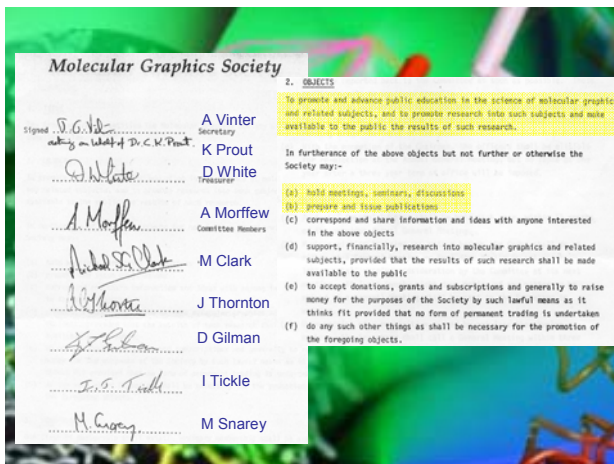 Molecular Graphics Society
Signed
A Vinter
Secretary
acting on behalf of Dr. C. K. Prout.
K Prout
D White
D White
Treasurer
A. Morffew
A Morffew
Committee Members
Michael S G Clark
M Clark
J Thornton
D Gilman
I. J. Tickle
I Tickle
M. Snarey
M Snarey
2. OBJECTS
To promote and advance public education in the science of molecular graphic
and related subjects, and to promote research into such subjects and make
available to the public the results of such research.
In furtherance of the above objects but not further or otherwise the
Society may:-
(a) hold meetings, seminars, discussions
(b) prepare and issue publications
(c) correspond and share information and ideas with anyone interested
in the above objects
(d) support, financially, research into molecular graphics and related
subjects, provided that the results of such research shall be made
available to the public
(e) to accept donations, grants and subscriptions and generally to raise
money for the purposes of the Society by such lawful means as it
thinks fit provided that no form of permanent trading is undertaken
(f) do any such other things as shall be necessary for the promotion of
the foregoing objects.